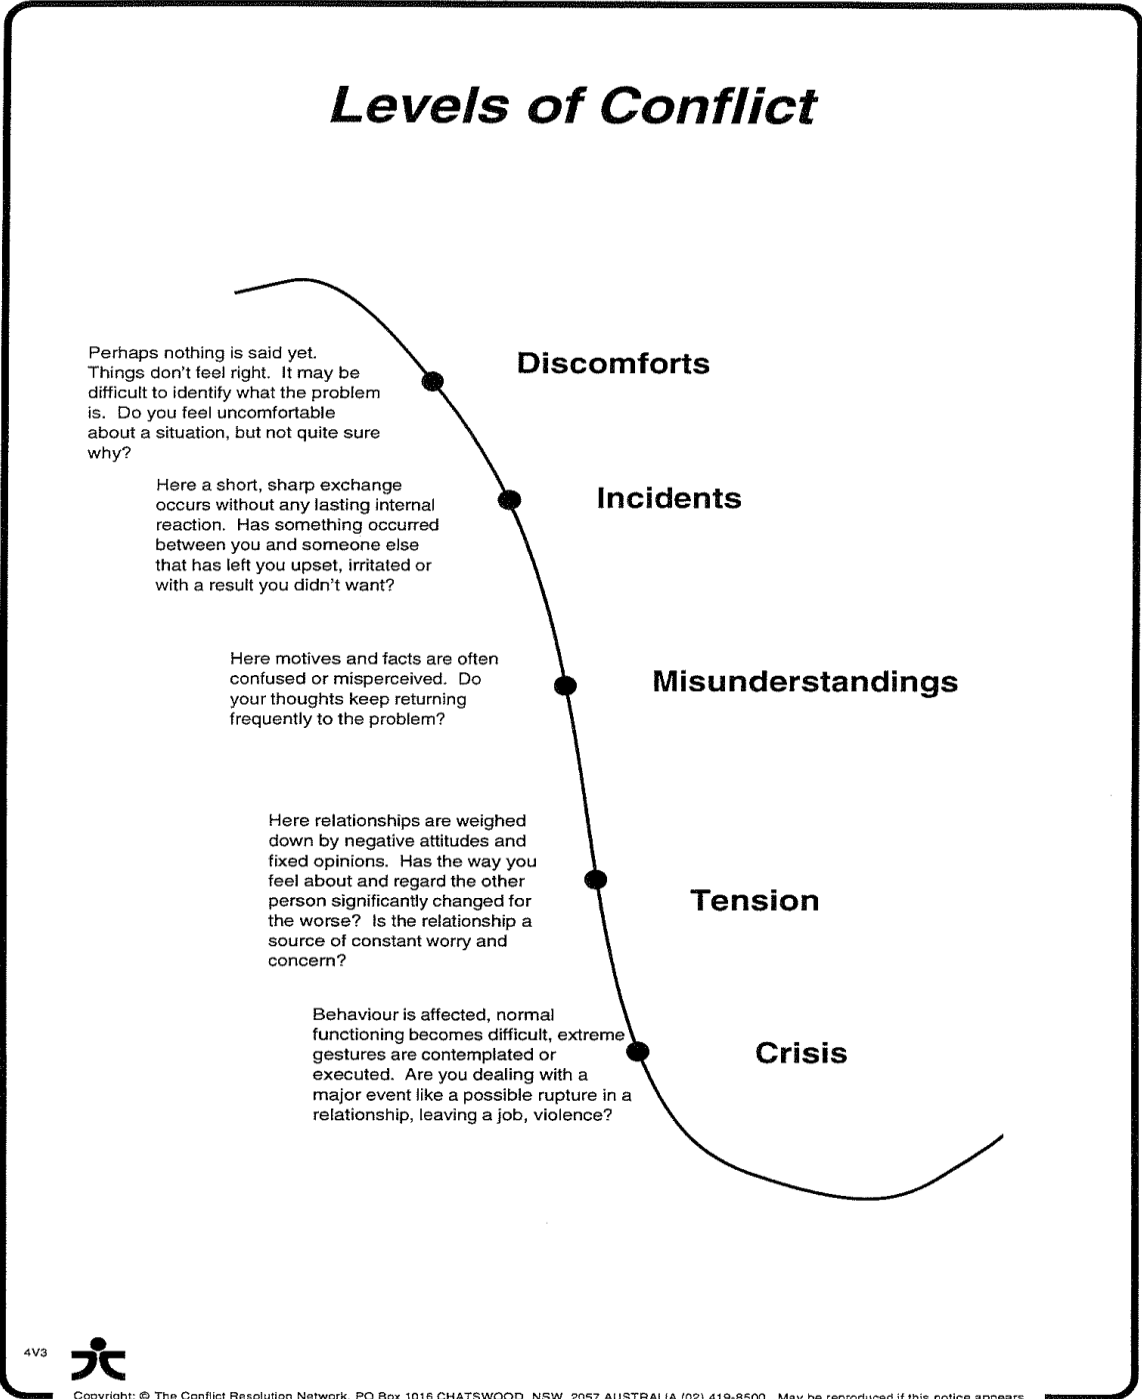 Levels of Conflict
Perhaps nothing is said yet.
Things don't feel right.  It may be
difficult to identify what the problem
is.  Do you feel uncomfortable
about a situation, but not quite sure
why?
Discomforts
Here a short, sharp exchange
occurs without any lasting internal
reaction.  Has something occurred
between you and someone else
that has left you upset, irritated or
with a result you didn't want?
Incidents
Here motives and facts are often
confused or misperceived.  Do
your thoughts keep returning
frequently to the problem?
Misunderstandings
Here relationships are weighed
down by negative attitudes and
fixed opinions.  Has the way you
feel about and regard the other
person significantly changed for
the worse?  Is the relationship a
source of constant worry and
concern?
Tension
Behaviour is affected, normal
functioning becomes difficult, extreme
gestures are contemplated or
executed.  Are you dealing with a
major event like a possible rupture in a
relationship, leaving a job, violence?
Crisis
4V3
Copyright: © The Conflict Resolution Network, PO Box 1016 CHATSWOOD, NSW, 2057 AUSTRALIA (02) 419-8500.  May be reproduced if this notice appears